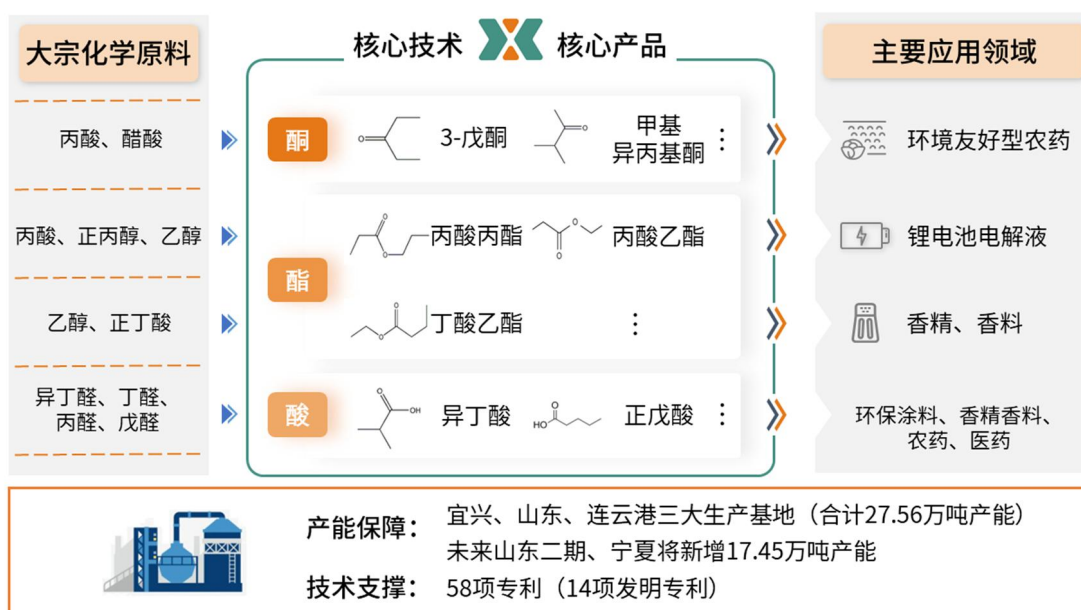 大宗化学原料
核心技术 核心产品
主要应用领域
丙酸、醋酸
酮
O
3-戊酮
O
甲基
异丙基酮
⋮
环境友好型农药
丙酸、正丙醇、乙醇
酯
O
O
丙酸丙酯
O
O
丙酸乙酯
锂电池电解液
乙醇、正丁酸
O
O
丁酸乙酯
⋮
香精、香料
异丁醛、丁醛、
丙醛、戊醛
酸
O
OH
异丁酸
O
HO
正戊酸
⋮
环保涂料、香精香料、
农药、医药
产能保障：
宜兴、山东、连云港三大生产基地（合计27.56万吨产能）
未来山东二期、宁夏将新增17.45万吨产能
技术支撑：
58项专利（14项发明专利）